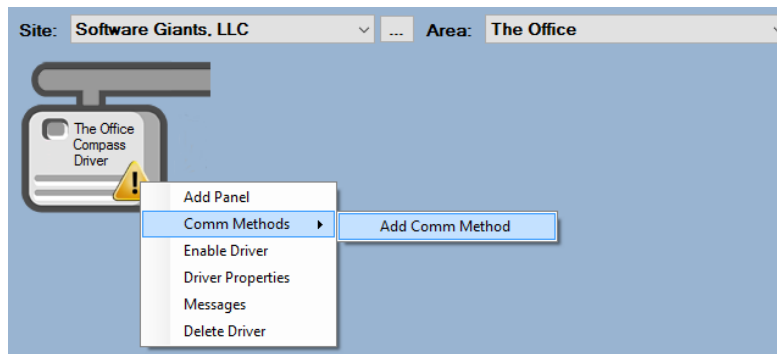 Site: Software Giants, LLC ... Area: The Office
The Office
Compass
Driver
Add Panel
Comm Methods
Add Comm Method
Enable Driver
Driver Properties
Messages
Delete Driver